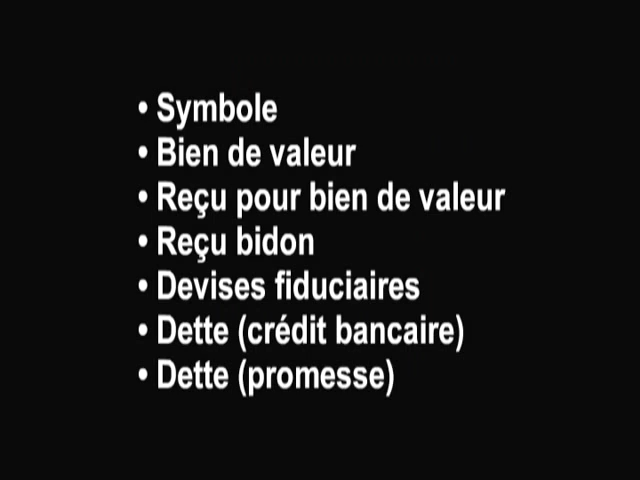 • Symbole
• Bien de valeur
• Reçu pour bien de valeur
• Reçu bidon
• Devises fiduciaires
• Dette (crédit bancaire)
• Dette (promesse)